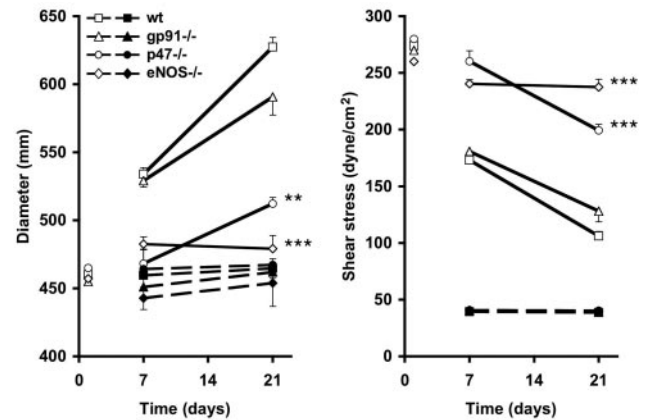 650
600
550
500
450
400
Diameter (mm)
wt
gp91-/-
p47-/-
eNOS-/-
**
***
0 7 14 21
Time (days)
300
250
200
150
100
50
0
Shear stress (dyne/cm²)
***
***
0 7 14 21
Time (days)